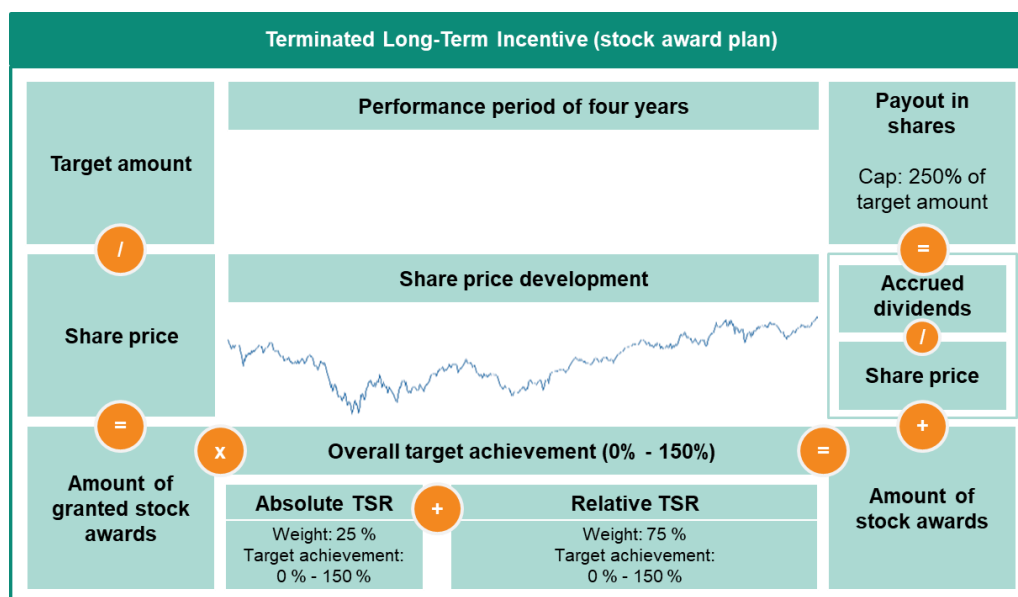 Terminated Long-Term Incentive (stock award plan)
Target amount
/
Share price
=
Amount of
granted stock
awards
Performance period of four years
Share price development
x
Overall target achievement (0% - 150%)
=
Absolute TSR
Weight: 25 %
Target achievement:
0 % - 150 %
+
Relative TSR
Weight: 75 %
Target achievement:
0 % - 150 %
Payout in
shares
Cap: 250% of
target amount
=
Accrued
dividends
/
Share price
+
Amount of
stock awards